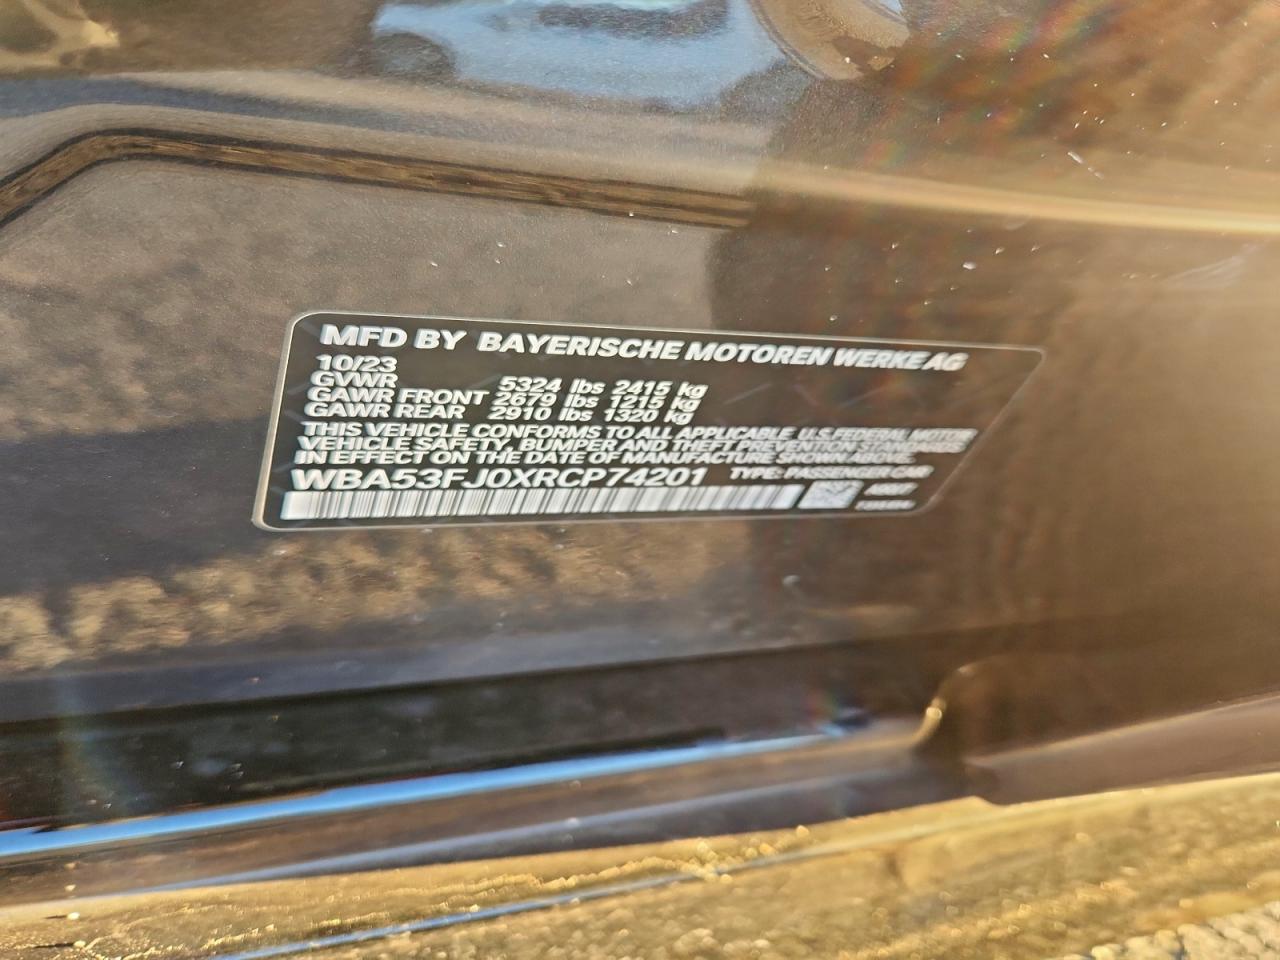 MFD BY BAYERISCHE MOTOREN WERKE AG
10/23
GVWR 5324 lbs 2415 kg
GAWR FRONT 2679 lbs 1215 kg
GAWR REAR 2910 lbs 1320 kg
THIS VEHICLE CONFORMS TO ALL APPLICABLE U.S. FEDERAL MOTOR
VEHICLE SAFETY, BUMPER AND THEFT PREVENTION STANDARDS
IN EFFECT ON THE DATE OF MANUFACTURE SHOWN ABOVE.
WBA53FJ0XRCP74201 TYPE: PASSENGER CAR